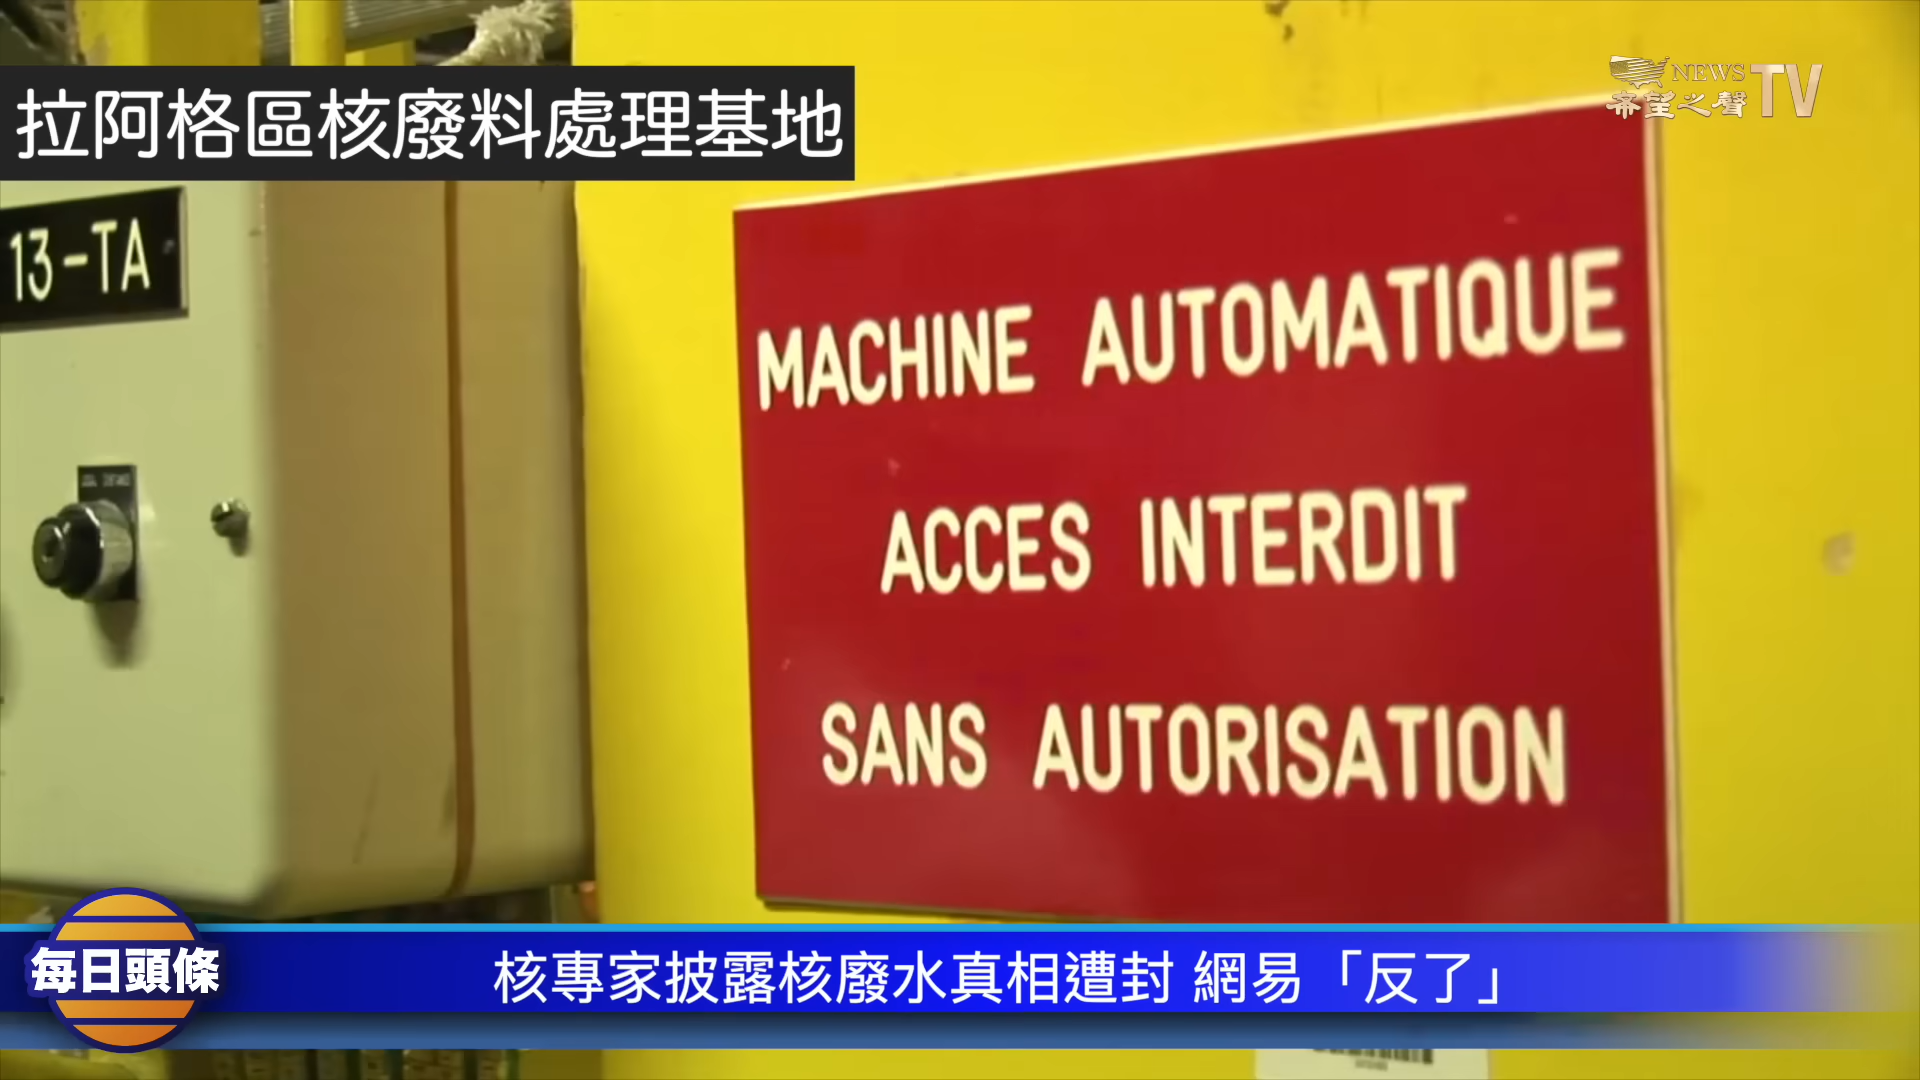 拉阿格區核廢料處理基地
NEWS
希望之聲TV
13-TA
MACHINE AUTOMATIQUE
ACCES INTERDIT
SANS AUTORISATION
每日頭條
核專家披露核廢水真相遭封 網易「反了」